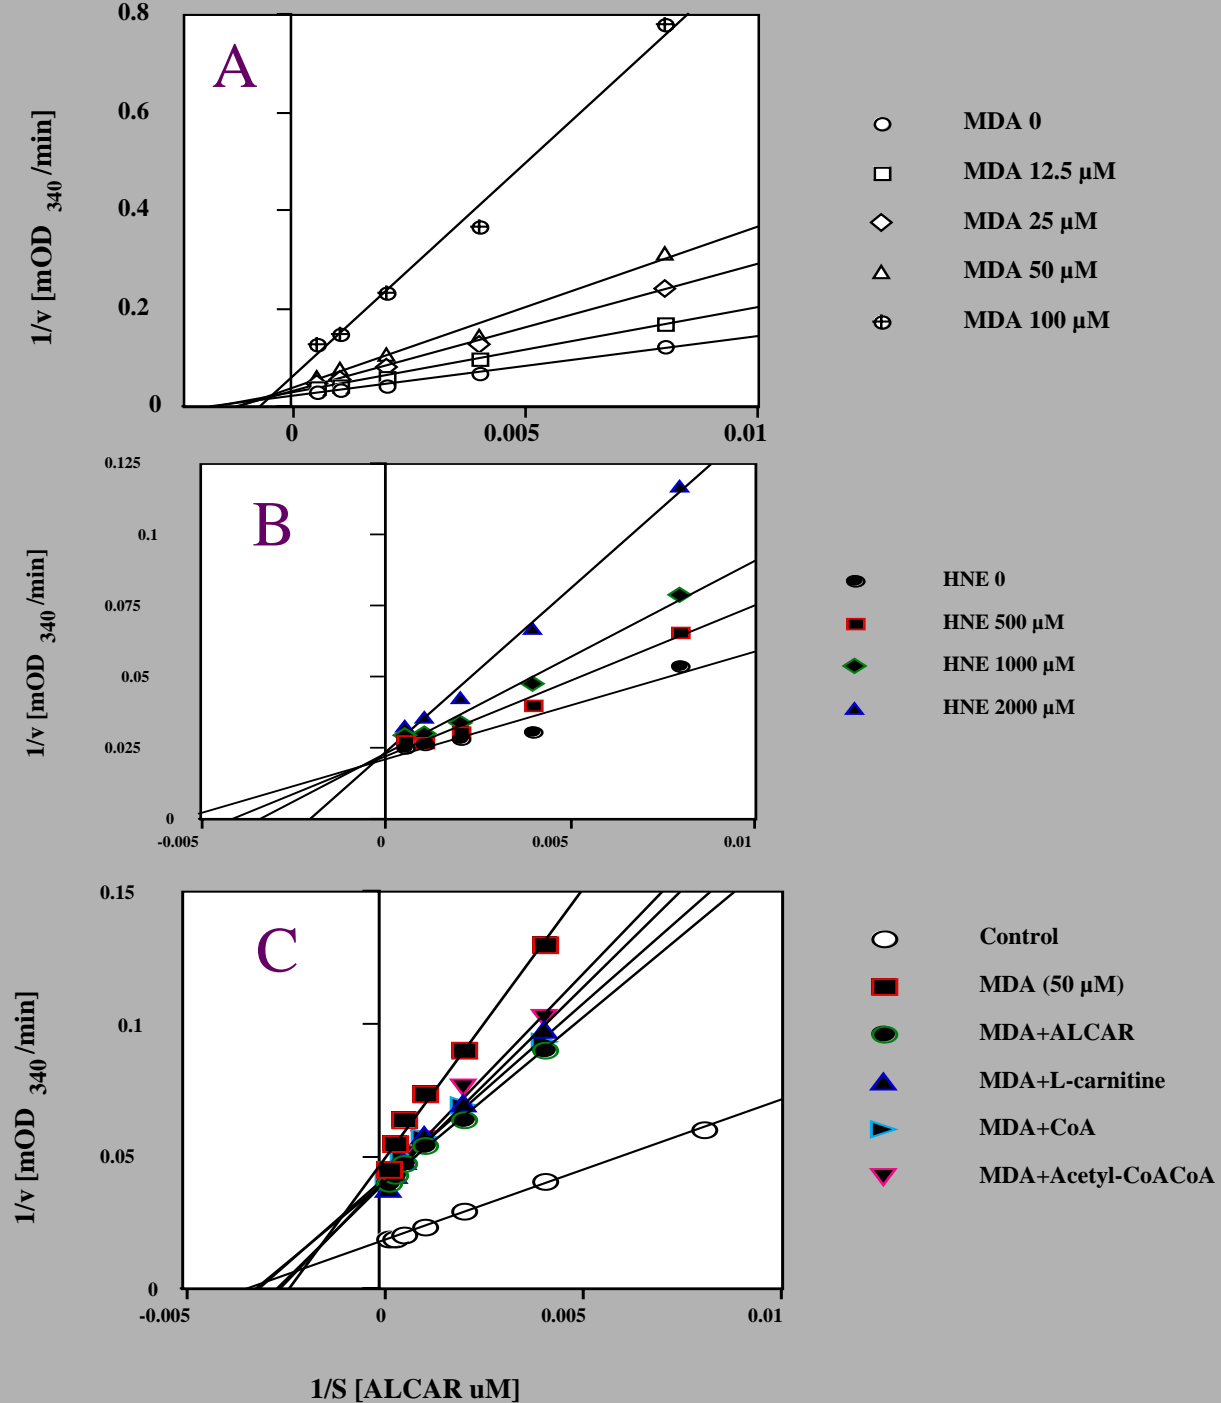 A
0.8
0.6
0.4
0.2
0
1/v [mOD 340 /min]
0
0.005
0.01
MDA 0
MDA 12.5 µM
MDA 25 µM
MDA 50 µM
MDA 100 µM
B
0.125
0.1
0.075
0.05
0.025
0
1/v [mOD 340 /min]
-0.005
0
0.005
0.01
HNE 0
HNE 500 µM
HNE 1000 µM
HNE 2000 µM
C
0.15
0.1
0.05
0
1/v [mOD 340 /min]
-0.005
0
0.005
0.01
Control
MDA (50 µM)
MDA+ALCAR
MDA+L-carnitine
MDA+CoA
MDA+Acetyl-CoACoA
1/S [ALCAR uM]